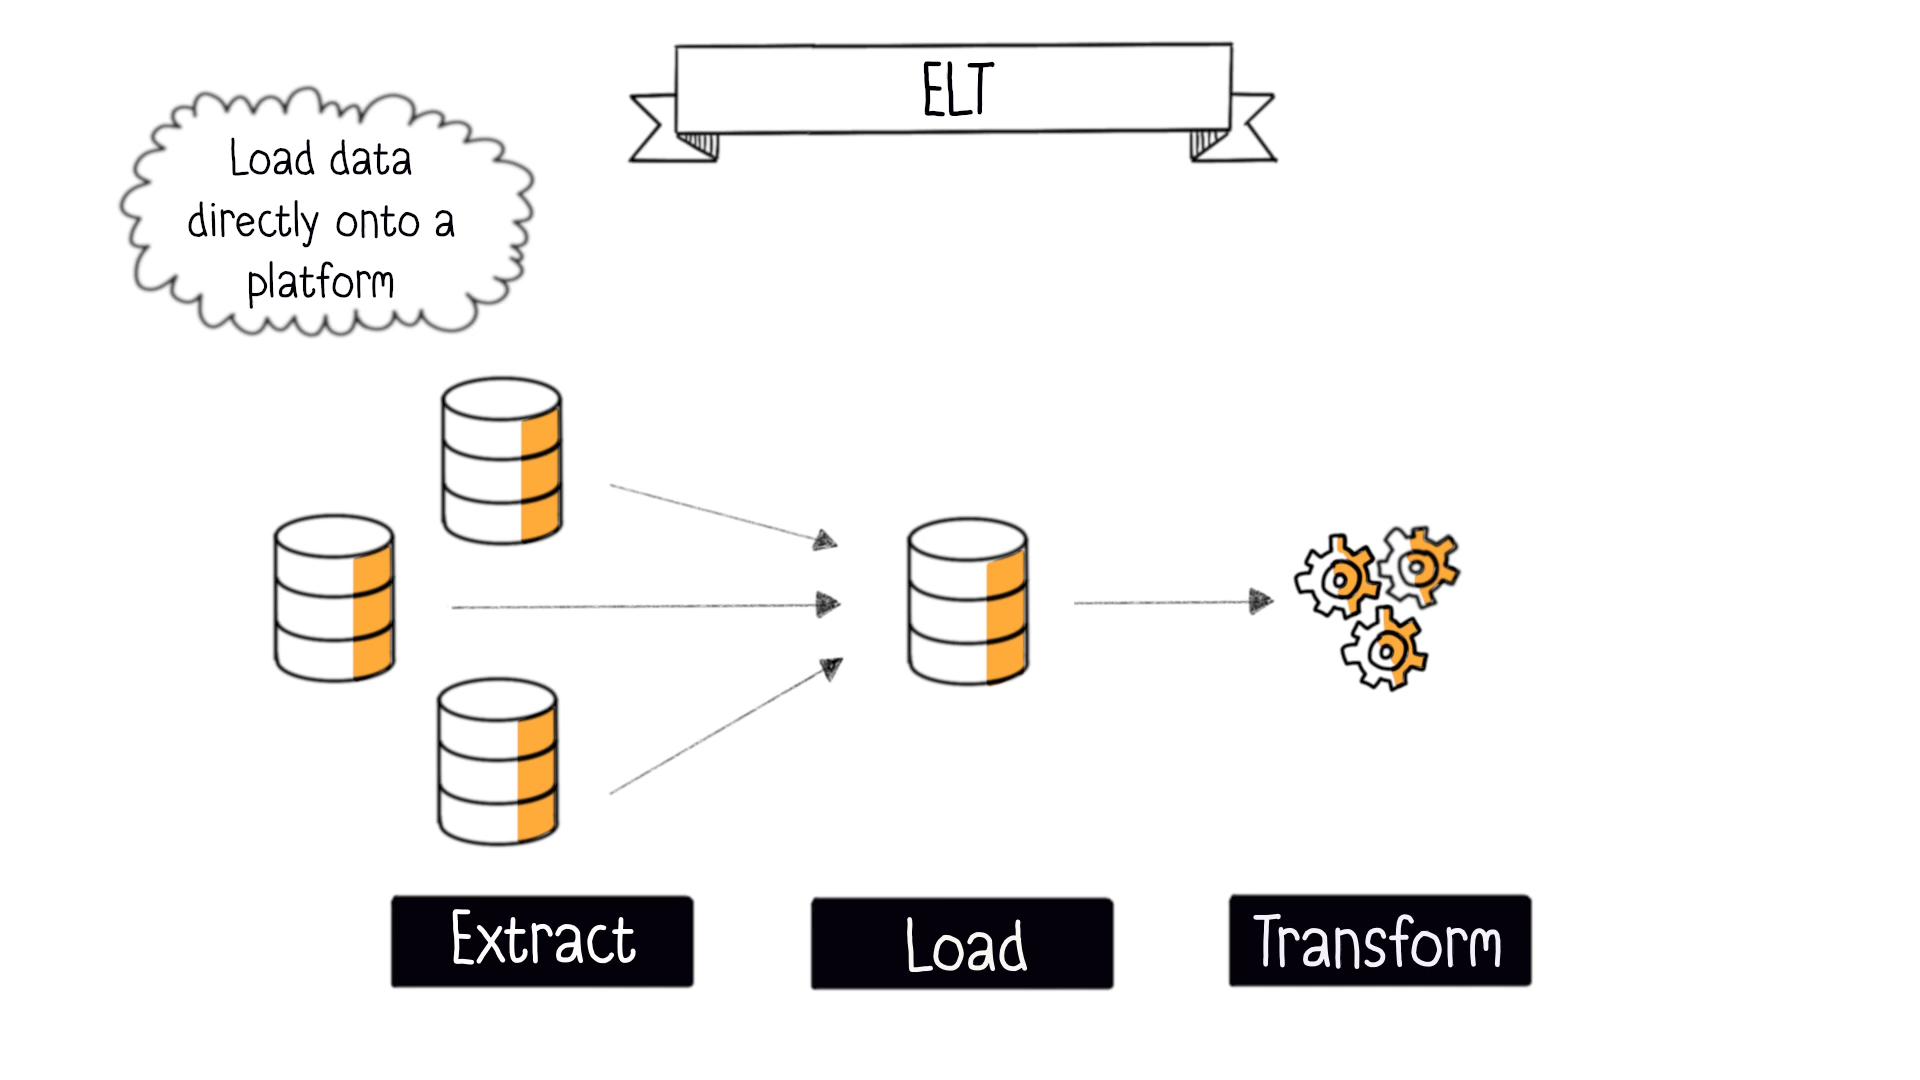 ELT
Load data
directly onto a
platform
Extract
Load
Transform